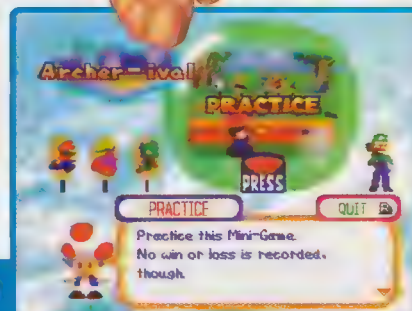 Archer-ival
PRACTICE
PRESS
PRACTICE
QUIT
Practice this Mini-Game.
No win or loss is recorded,
though.